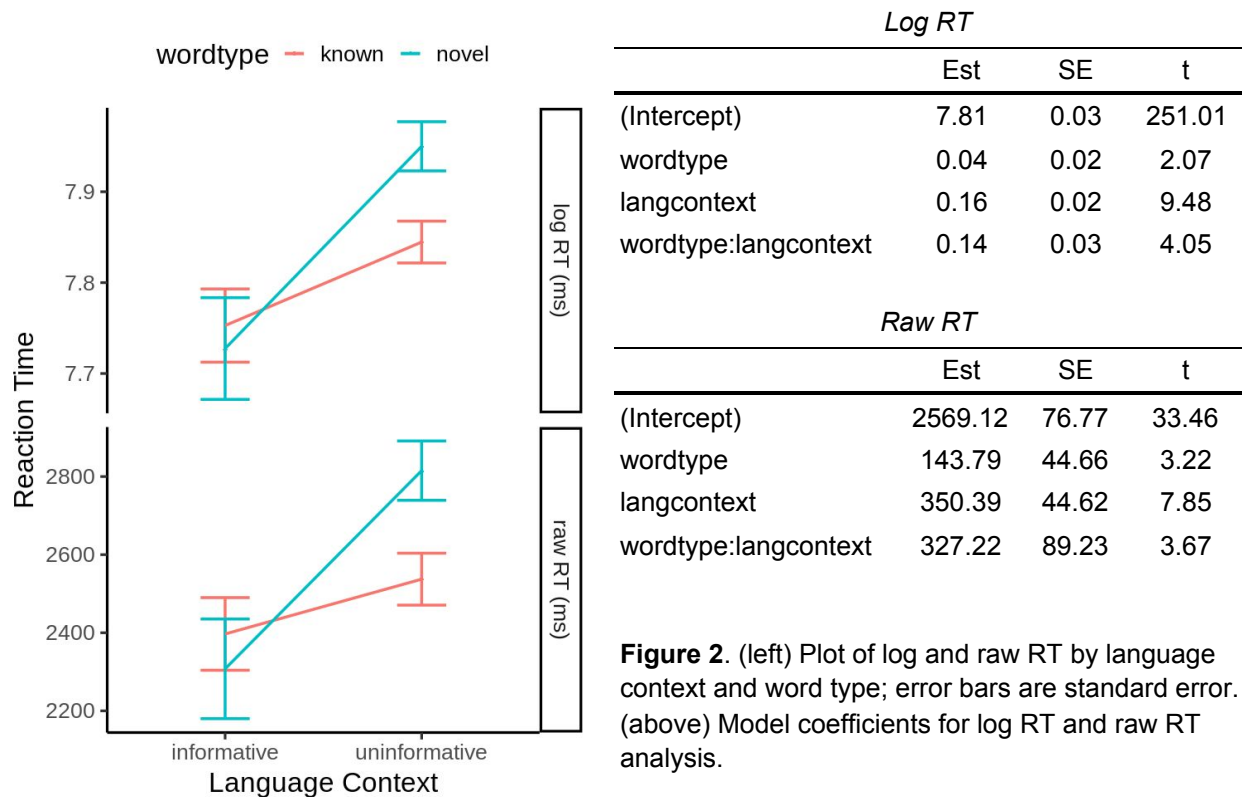 wordtype known novel
Reaction Time
7.9
7.8
7.7
log RT (ms)
2800
2600
2400
2200
raw RT (ms)
informative uninformative
Language Context
Log RT
Est SE t
(Intercept) 7.81 0.03 251.01
wordtype 0.04 0.02 2.07
langcontext 0.16 0.02 9.48
wordtype:langcontext 0.14 0.03 4.05
Raw RT
Est SE t
(Intercept) 2569.12 76.77 33.46
wordtype 143.79 44.66 3.22
langcontext 350.39 44.62 7.85
wordtype:langcontext 327.22 89.23 3.67
Figure 2. (left) Plot of log and raw RT by language
context and word type; error bars are standard error.
(above) Model coefficients for log RT and raw RT
analysis.